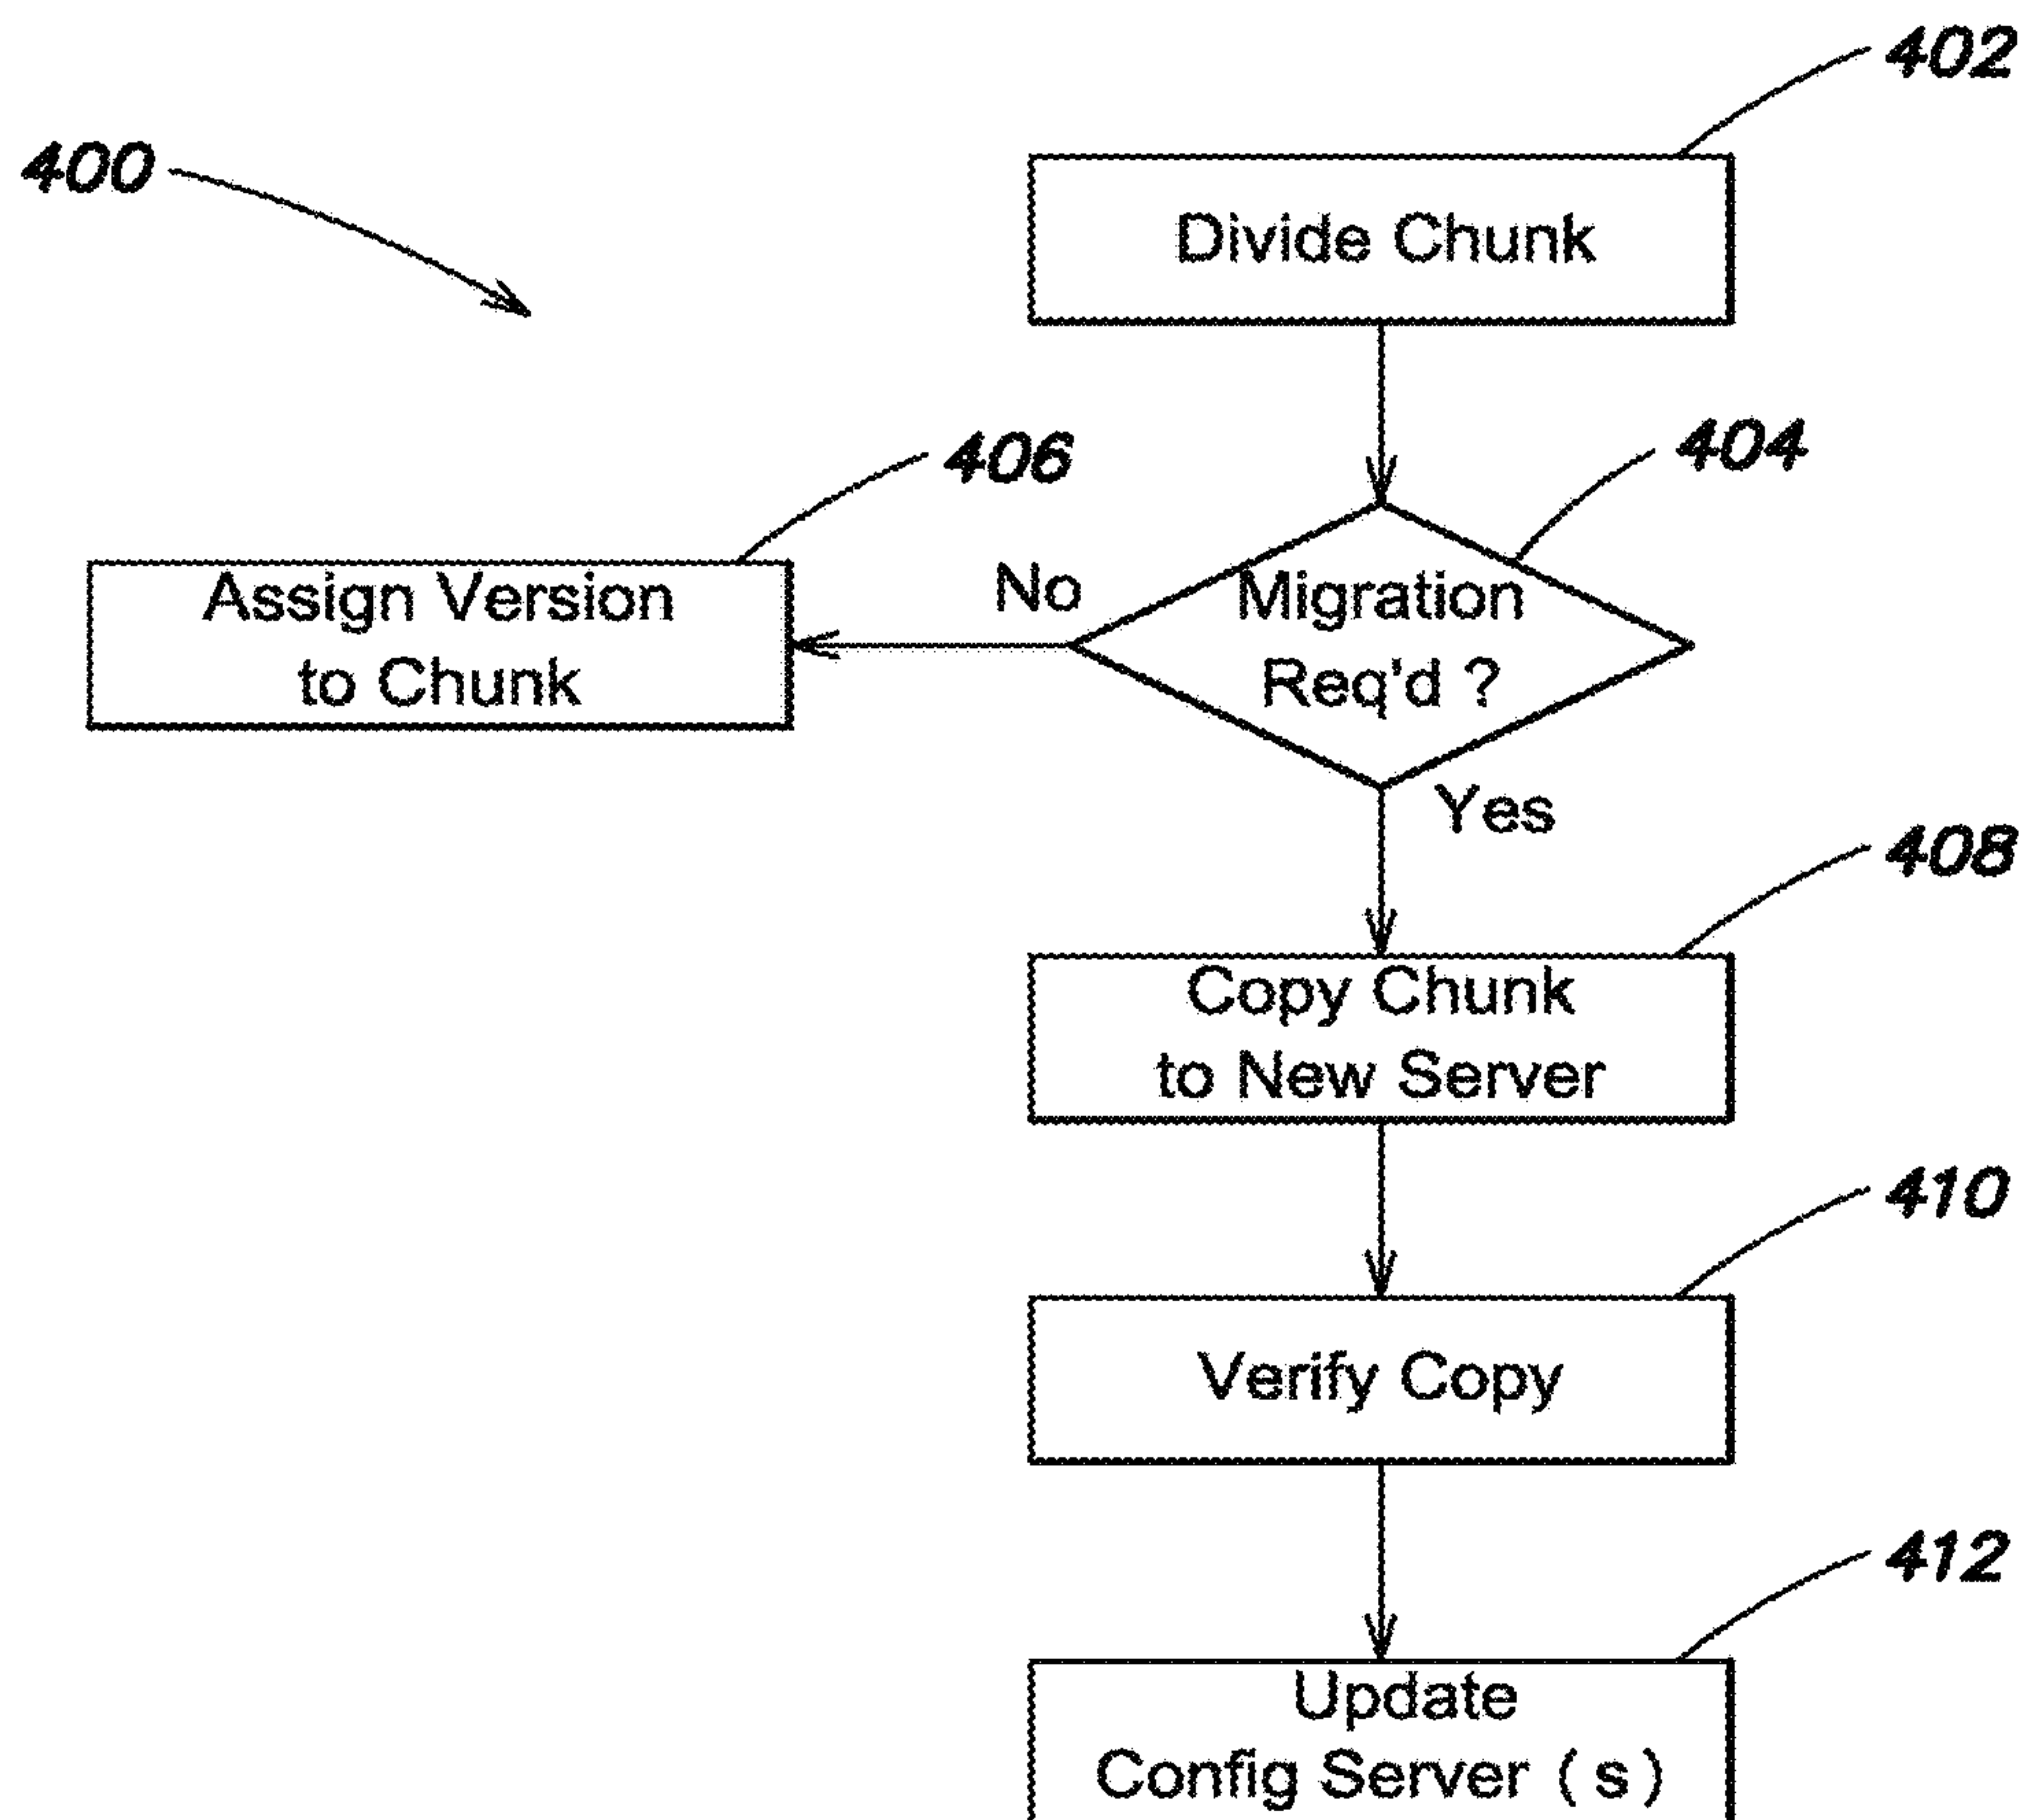 402
400
Divide Chunk
404
406
Assign Version
to Chunk
No
Migration
Req'd ?
Yes
408
Copy Chunk
to New Server
410
Verify Copy
412
Update
Config Server ( s )